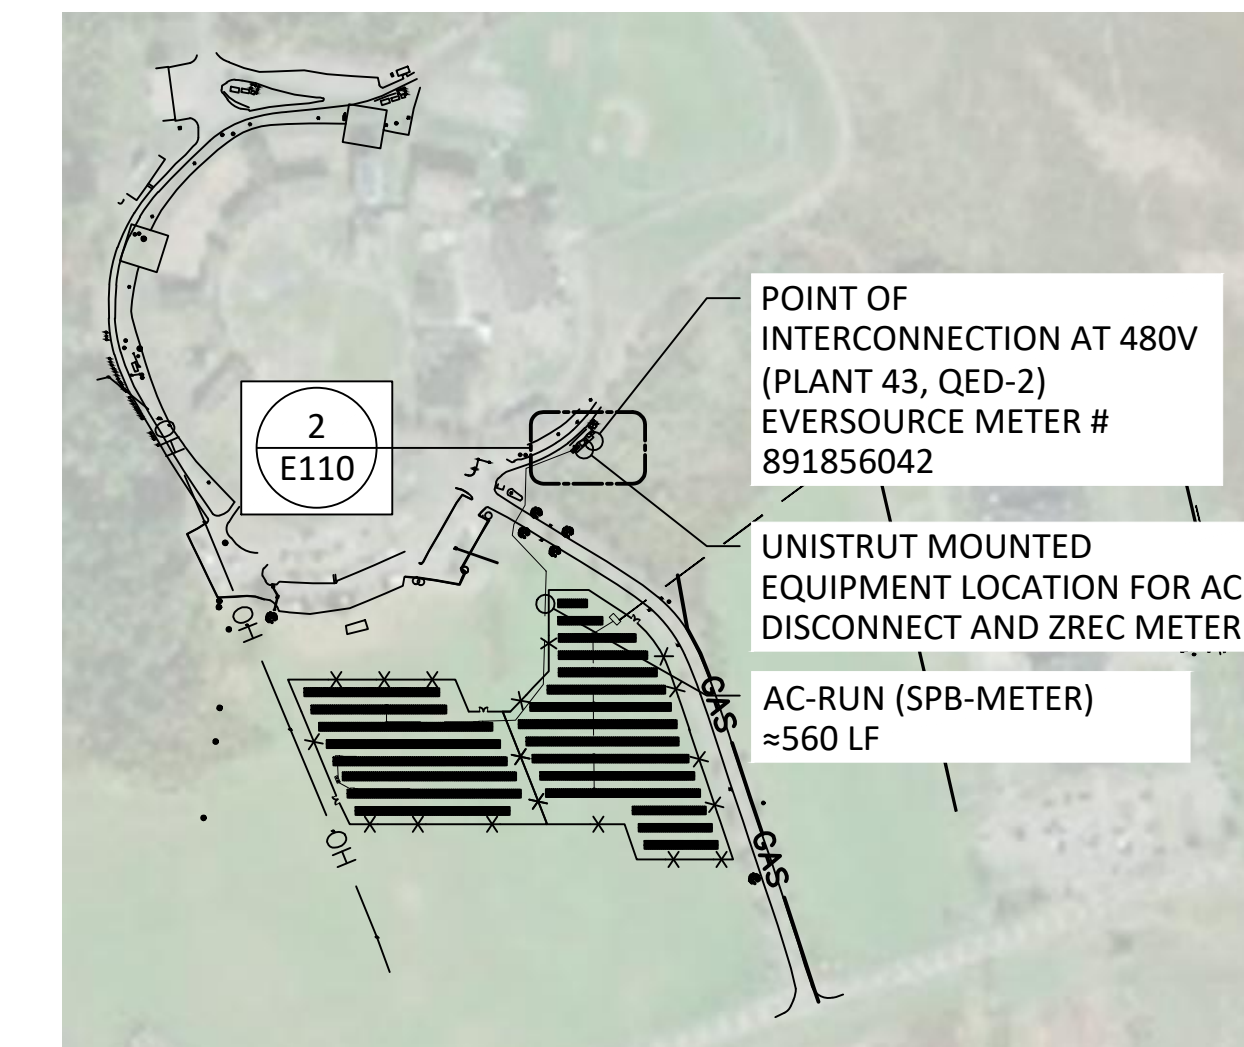 POINT OF
INTERCONNECTION AT 480V
(PLANT 43, QED-2)
EVERSOURCE METER #
891856042
2
E110
UNISTRUT MOUNTED
EQUIPMENT LOCATION FOR AC
DISCONNECT AND ZREC METER
OH
AC-RUN (SPB-METER)
≈560 LF
GAS
OH
GAS